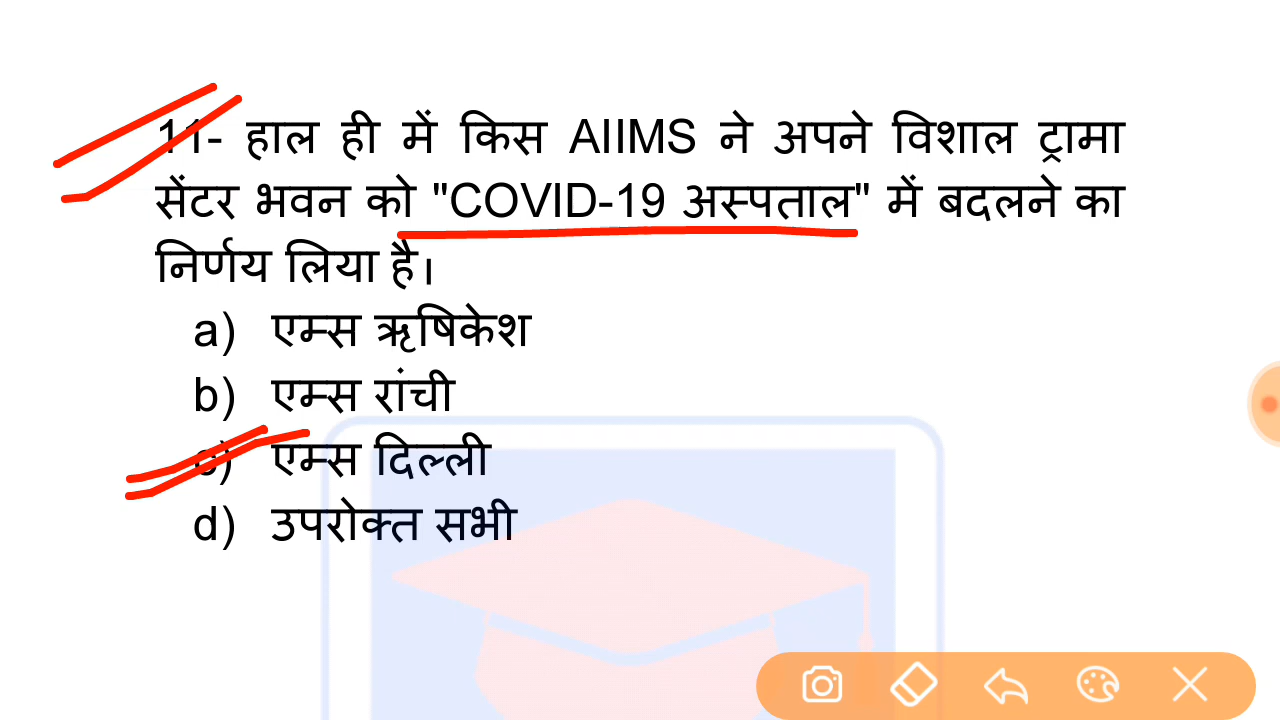 11- हाल ही में किस AIIMS ने अपने विशाल ट्रामा
सेंटर भवन को "COVID-19 अस्पताल" में बदलने का
निर्णय लिया है।
a) एम्स ऋषिकेश
b) एम्स रांची
c) एम्स दिल्ली
d) उपरोक्त सभी